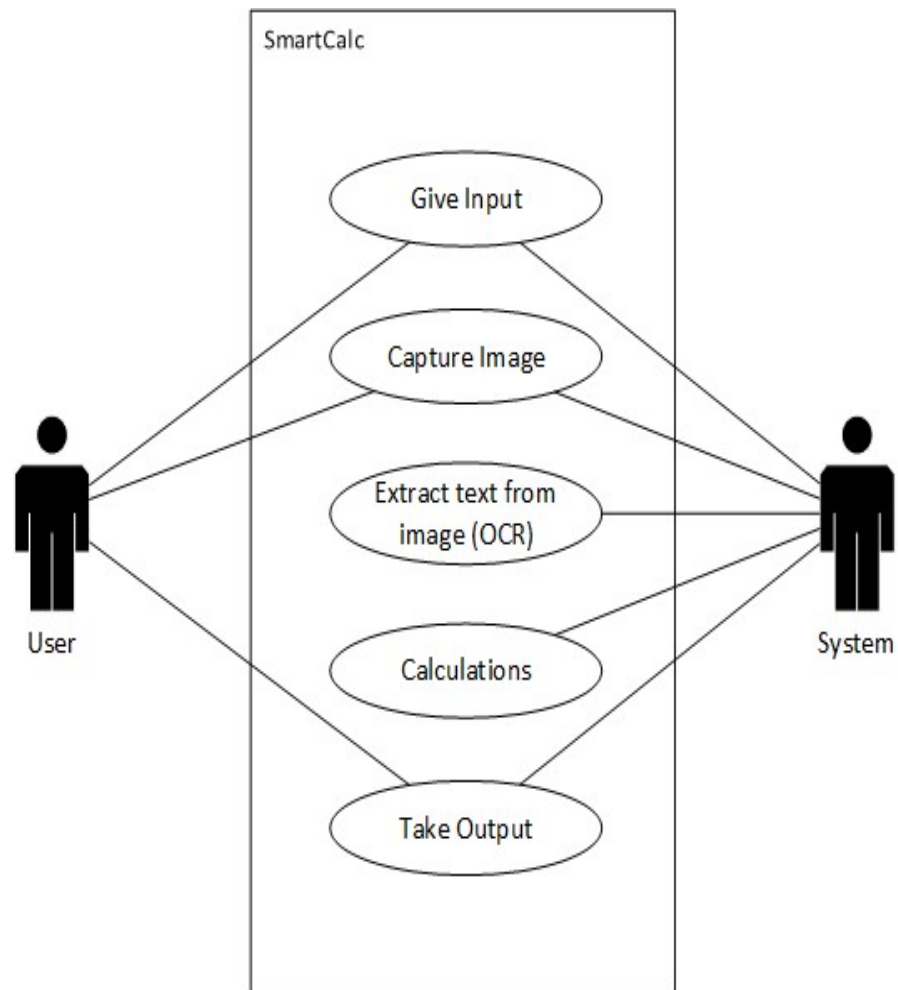 SmartCalc
Give Input
Capture Image
Extract text from
image (OCR)
User
System
Calculations
Take Output